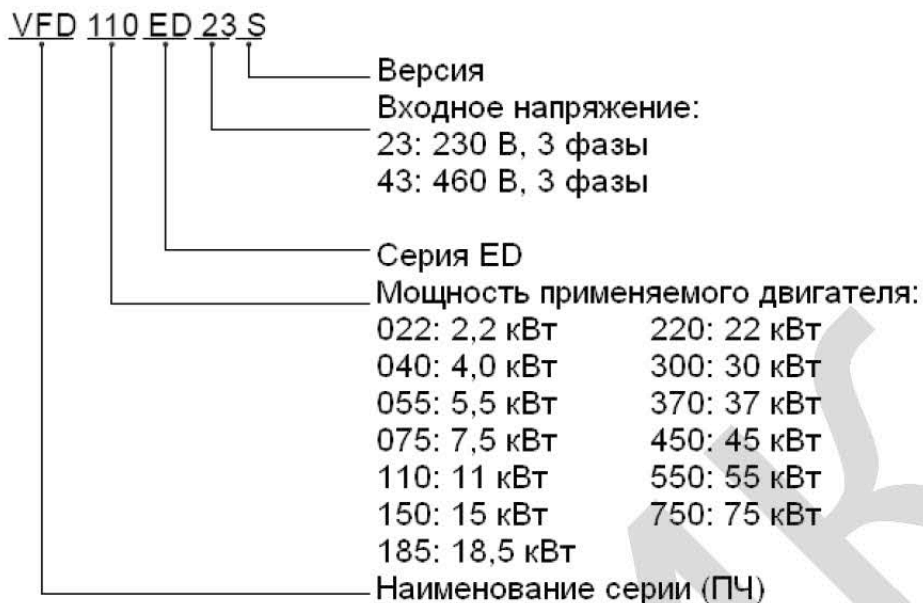 VFD 110 ED 23 S
Версия
Входное напряжение:
23: 230 В, 3 фазы
43: 460 В, 3 фазы
Серия ED
Мощность применяемого двигателя:
022: 2,2 кВт 220: 22 кВт
040: 4,0 кВт 300: 30 кВт
055: 5,5 кВт 370: 37 кВт
075: 7,5 кВт 450: 45 кВт
110: 11 кВт 550: 55 кВт
150: 15 кВт 750: 75 кВт
185: 18,5 кВт
Наименование серии (ПЧ)